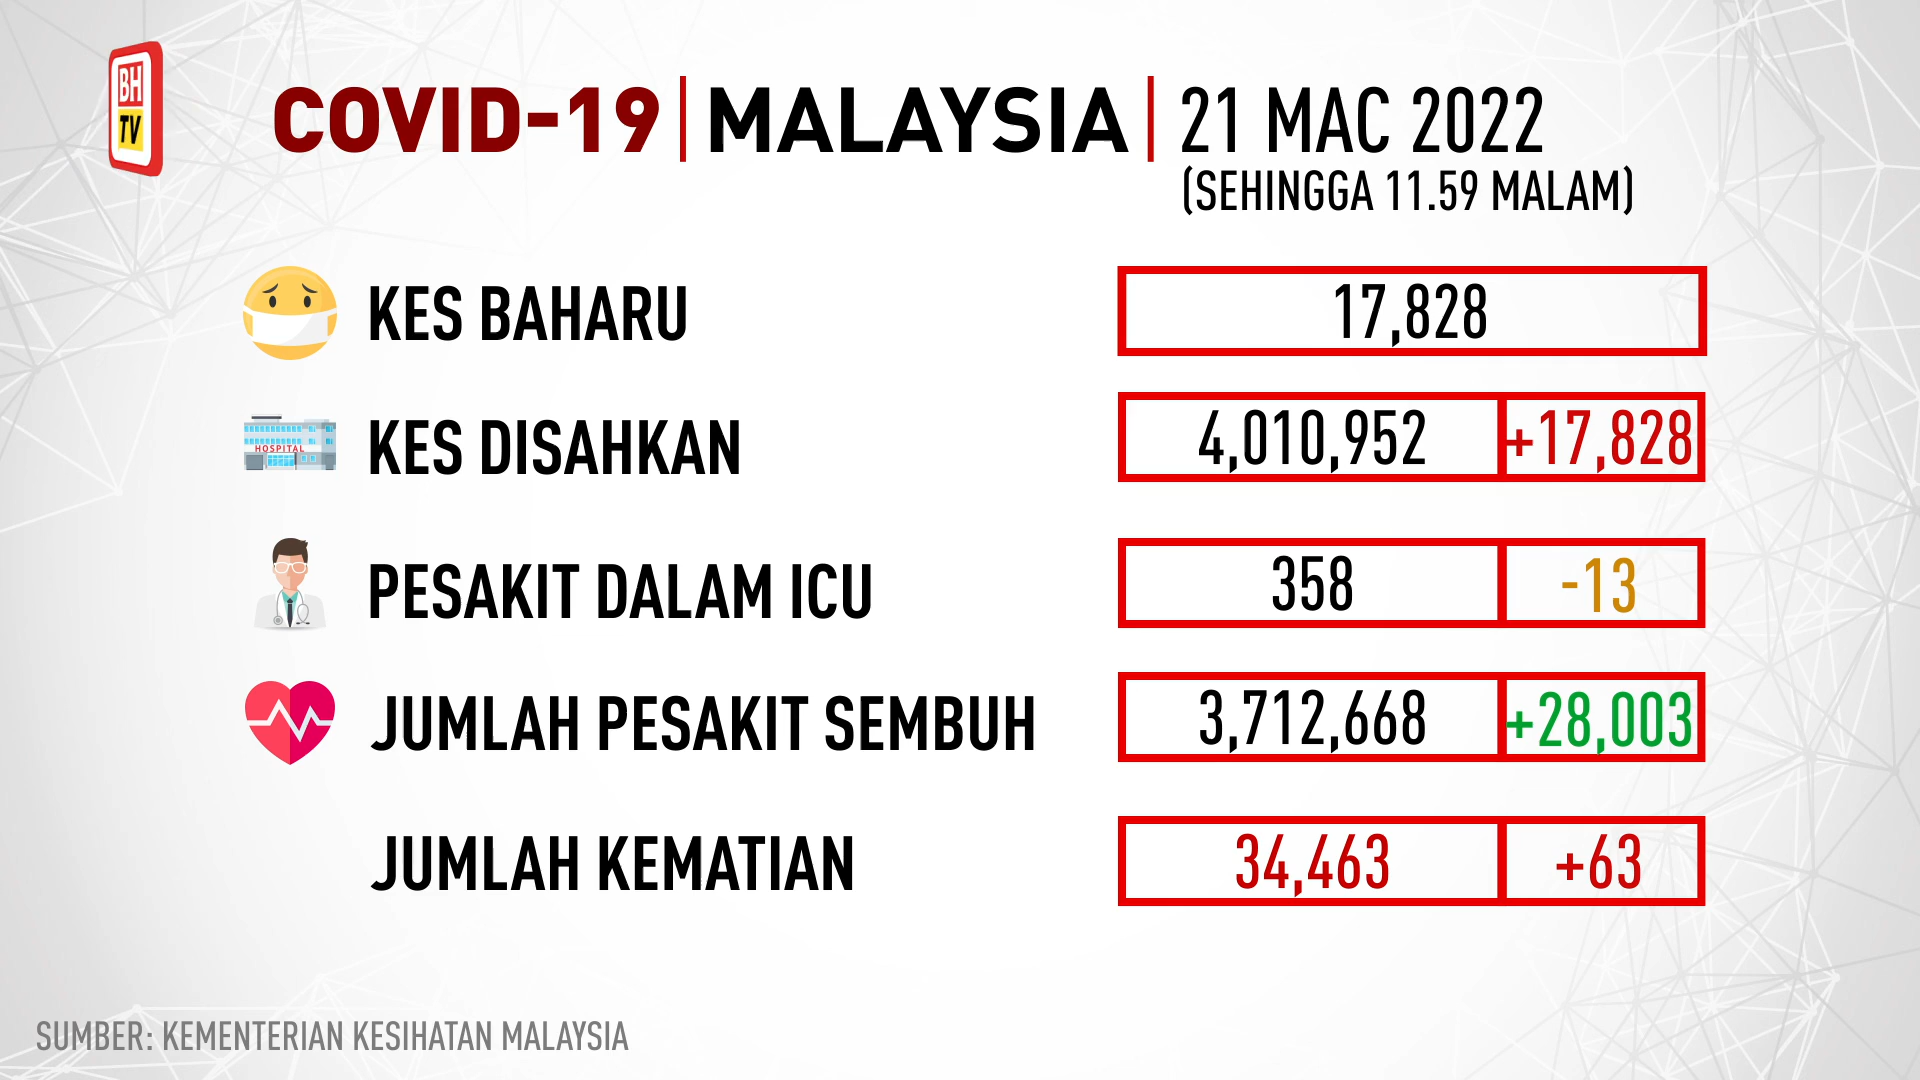 BH
TV
COVID-19 | MALAYSIA | 21 MAC 2022
(SEHINGGA 11.59 MALAM)
KES BAHARU 17,828
HOSPITAL
KES DISAHKAN 4,010,952 +17,828
PESAKIT DALAM ICU 358 -13
JUMLAH PESAKIT SEMBUH 3,712,668 +28,003
JUMLAH KEMATIAN 34,463 +63
SUMBER: KEMENTERIAN KESIHATAN MALAYSIA